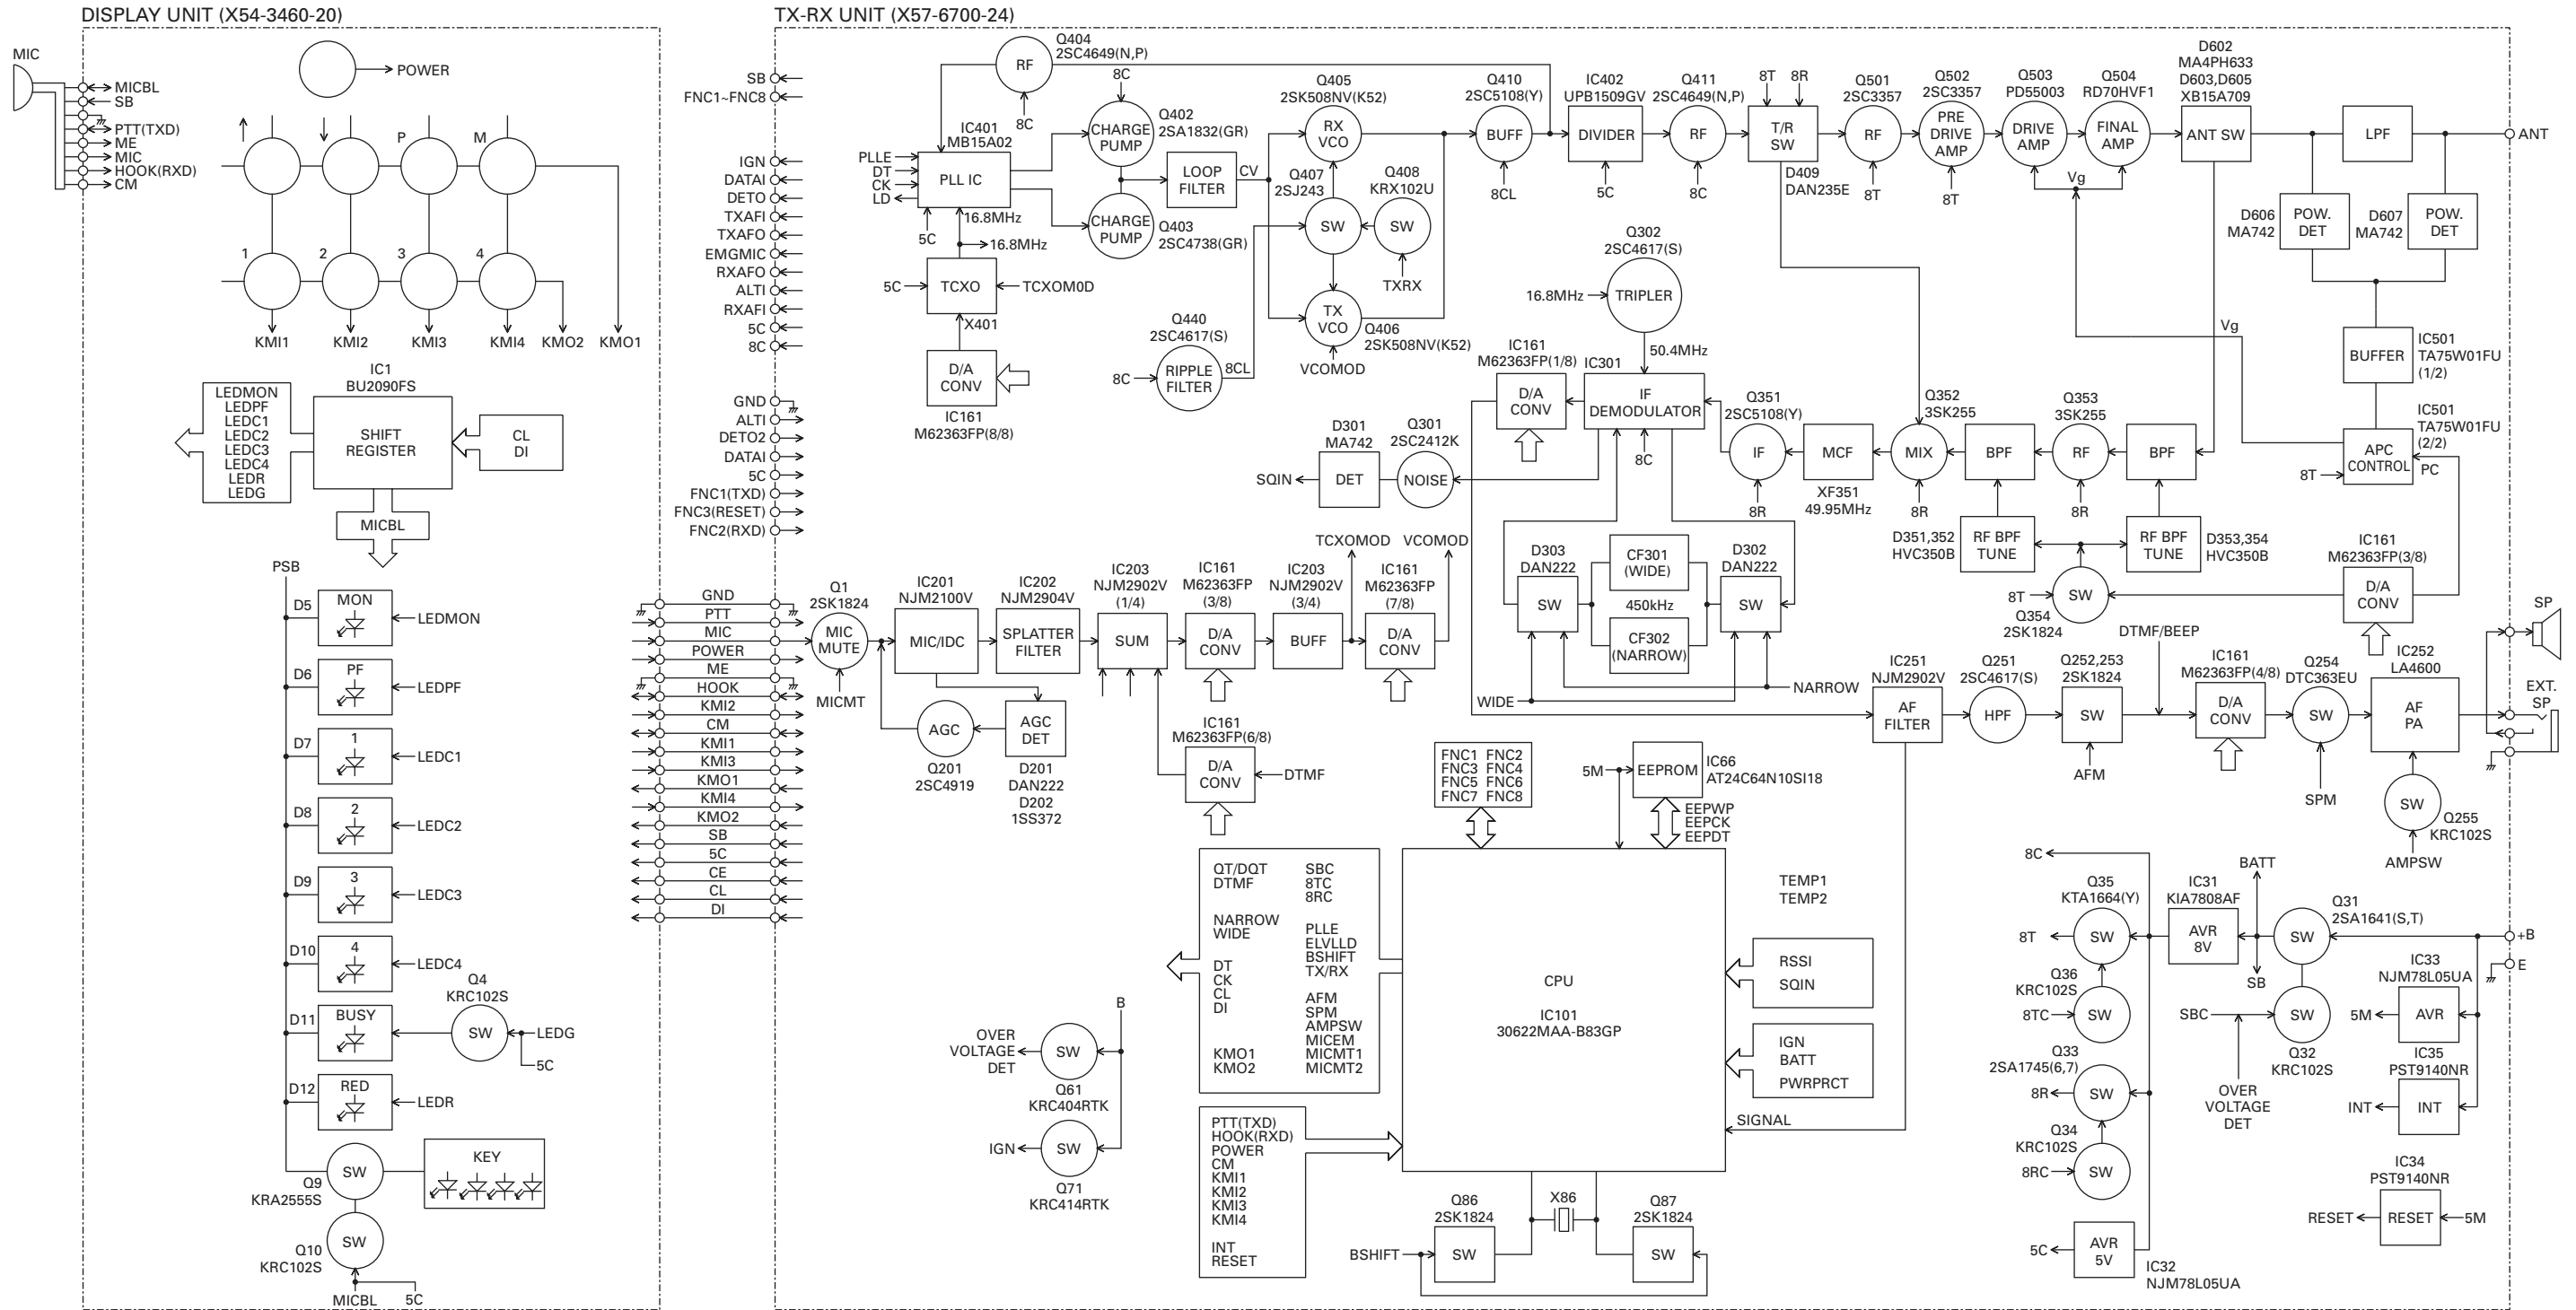 DISPLAY UNIT (X54-3460-20)
MIC
MICBL
SB
PTT(TXD)
ME
MIC
HOOK(RXD)
CM
POWER
P
M
1
2
3
4
KMI1
KMI2
KMI3
KMI4
KMO2
KMO1
IC1
BU2090FS
LEDMON
LEDPF
LEDC1
LEDC2
LEDC3
LEDC4
LEDR
LEDG
SHIFT
REGISTER
CL
DI
MICBL
PSB
D5
MON
LEDMON
D6
PF
LEDPF
D7
1
LEDC1
D8
2
LEDC2
D9
3
LEDC3
D10
4
LEDC4
Q4
KRC102S
D11
BUSY
SW
LEDG
5C
D12
RED
LEDR
SW
KEY
Q9
KRA2555S
SW
Q10
KRC102S
MICBL
5C
GND
PTT
MIC
POWER
ME
HOOK
KMI2
CM
KMI1
KMI3
KMO1
KMI4
KMO2
SB
5C
CE
CL
DI
TX-RX UNIT (X57-6700-24)
SB
FNC1~FNC8
IGN
DATAI
DETO
TXAFI
TXAFO
EMGMIC
RXAFO
ALTI
RXAFI
5C
8C
GND
ALTI
DETO2
DATAI
5C
FNC1(TXD)
FNC3(RESET)
FNC2(RXD)
Q404
2SC4649(N,P)
RF
8C
IC401
MB15A02
PLLE
DT
CK
LD
PLL IC
5C
16.8MHz
16.8MHz
8C
CHARGE
PUMP
Q402
2SA1832(GR)
CHARGE
PUMP
Q403
2SC4738(GR)
LOOP
FILTER
CV
5C
TCXO
TCXOM0D
X401
D/A
CONV
IC161
M62363FP(8/8)
Q405
2SK508NV(K52)
RX
VCO
Q407
2SJ243
SW
Q408
KRX102U
SW
TXRX
TX
VCO
Q406
2SK508NV(K52)
VCOMOD
Q440
2SC4617(S)
8C
RIPPLE
FILTER
8CL
Q410
2SC5108(Y)
BUFF
8CL
IC402
UPB1509GV
DIVIDER
5C
Q411
2SC4649(N,P)
RF
8C
8T
8R
T/R
SW
D409
DAN235E
Q501
2SC3357
RF
8T
Q502
2SC3357
PRE
DRIVE
AMP
8T
Q503
PD55003
DRIVE
AMP
Q504
RD70HVF1
FINAL
AMP
Vg
D602
MA4PH633
D603,D605
XB15A709
ANT SW
LPF
ANT
D606
MA742
POW.
DET
D607
MA742
POW.
DET
Vg
BUFFER
IC501
TA75W01FU
(1/2)
IC501
TA75W01FU
(2/2)
8T
APC
CONTROL
PC
Q302
2SC4617(S)
16.8MHz
TRIPLER
50.4MHz
IC161
M62363FP(1/8)
D/A
CONV
IC301
IF
DEMODULATOR
8C
D301
MA742
SQIN
DET
Q301
2SC2412K
NOISE
Q351
2SC5108(Y)
IF
8R
MCF
XF351
49.95MHz
Q352
3SK255
MIX
8R
BPF
Q353
3SK255
RF
8R
BPF
D351,352
HVC350B
RF BPF
TUNE
RF BPF
TUNE
D353,354
HVC350B
8T
SW
Q354
2SK1824
IC161
M62363FP(3/8)
D/A
CONV
D303
DAN222
SW
CF301
(WIDE)
450kHz
CF302
(NARROW)
D302
DAN222
SW
WIDE
NARROW
Q1
2SK1824
MIC
MUTE
MICMT
IC201
NJM2100V
MIC/IDC
IC202
NJM2904V
SPLATTER
FILTER
IC203
NJM2902V
(1/4)
SUM
IC161
M62363FP
(3/8)
D/A
CONV
IC203
NJM2902V
(3/4)
BUFF
TCXOMOD
VCOMOD
IC161
M62363FP
(7/8)
D/A
CONV
AGC
Q201
2SC4919
AGC
DET
D201
DAN222
D202
1SS372
IC161
M62363FP(6/8)
D/A
CONV
DTMF
IC251
NJM2902V
AF
FILTER
Q251
2SC4617(S)
HPF
Q252,253
2SK1824
SW
AFM
DTMF/BEEP
IC161
M62363FP(4/8)
D/A
CONV
Q254
DTC363EU
SW
SPM
IC252
LA4600
AF
PA
SW
Q255
KRC102S
AMPSW
SP
EXT.
SP
FNC1 FNC2
FNC3 FNC4
FNC5 FNC6
FNC7 FNC8
5M
EEPROM
IC66
AT24C64N10SI18
EEPWP
EEPCK
EEPDT
QT/DQT
DTMF
NARROW
WIDE
DT
CK
CL
DI
KMO1
KMO2
SBC
8TC
8RC
PLLE
ELVLLD
BSHIFT
TX/RX
AFM
SPM
AMPSW
MICEM
MICMT1
MICMT2
CPU
IC101
30622MAA-B83GP
TEMP1
TEMP2
RSSI
SQIN
IGN
BATT
PWRPRCT
SIGNAL
PTT(TXD)
HOOK(RXD)
POWER
CM
KMI1
KMI2
KMI3
KMI4
INT
RESET
B
OVER
VOLTAGE
DET
SW
Q61
KRC404RTK
IGN
SW
Q71
KRC414RTK
BSHIFT
Q86
2SK1824
SW
X86
Q87
2SK1824
SW
8C
Q35
KTA1664(Y)
8T
SW
Q36
KRC102S
8TC
SW
Q33
2SA1745(6,7)
8R
SW
Q34
KRC102S
8RC
SW
5C
AVR
5V
IC32
NJM78L05UA
BATT
IC31
KIA7808AF
AVR
8V
SB
Q31
2SA1641(S,T)
SW
SBC
SW
Q32
KRC102S
OVER
VOLTAGE
DET
+B
E
IC33
NJM78L05UA
5M
AVR
IC35
PST9140NR
INT
INT
IC34
PST9140NR
RESET
RESET
5M